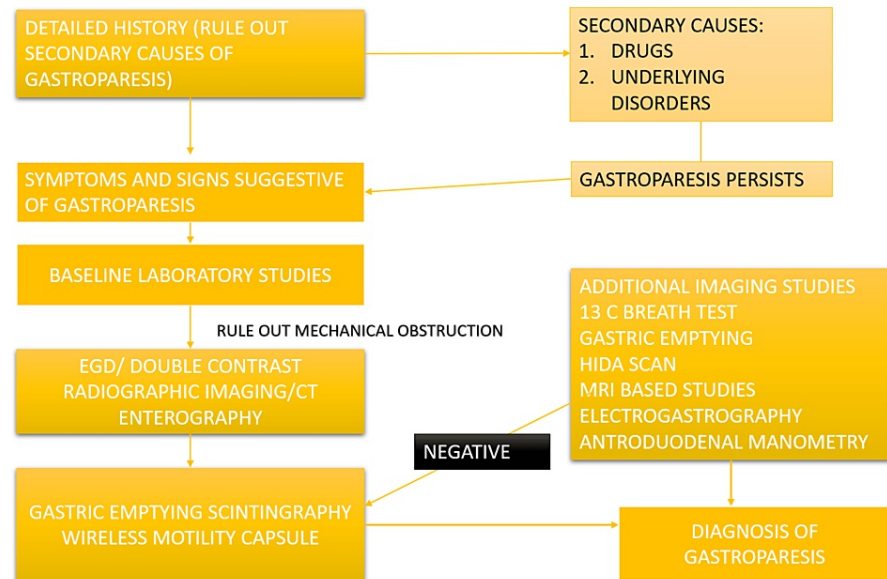 DETAILED HISTORY (RULE OUT
SECONDARY CAUSES OF
GASTROPARESIS)
SECONDARY CAUSES:
1. DRUGS
2. UNDERLYING
DISORDERS
SYMPTOMS AND SIGNS SUGGESTIVE
OF GASTROPARESIS
GASTROPARESIS PERSISTS
BASELINE LABORATORY STUDIES
RULE OUT MECHANICAL OBSTRUCTION
EGD/ DOUBLE CONTRAST
RADIOGRAPHIC IMAGING/CT
ENTEROGRAPHY
ADDITIONAL IMAGING STUDIES
13 C BREATH TEST
GASTRIC EMPTYING
HIDA SCAN
MRI BASED STUDIES
ELECTROGASTROGRAPHY
ANTRODUODENAL MANOMETRY
NEGATIVE
GASTRIC EMPTYING SCINTINGRAPHY
WIRELESS MOTILITY CAPSULE
DIAGNOSIS OF
GASTROPARESIS